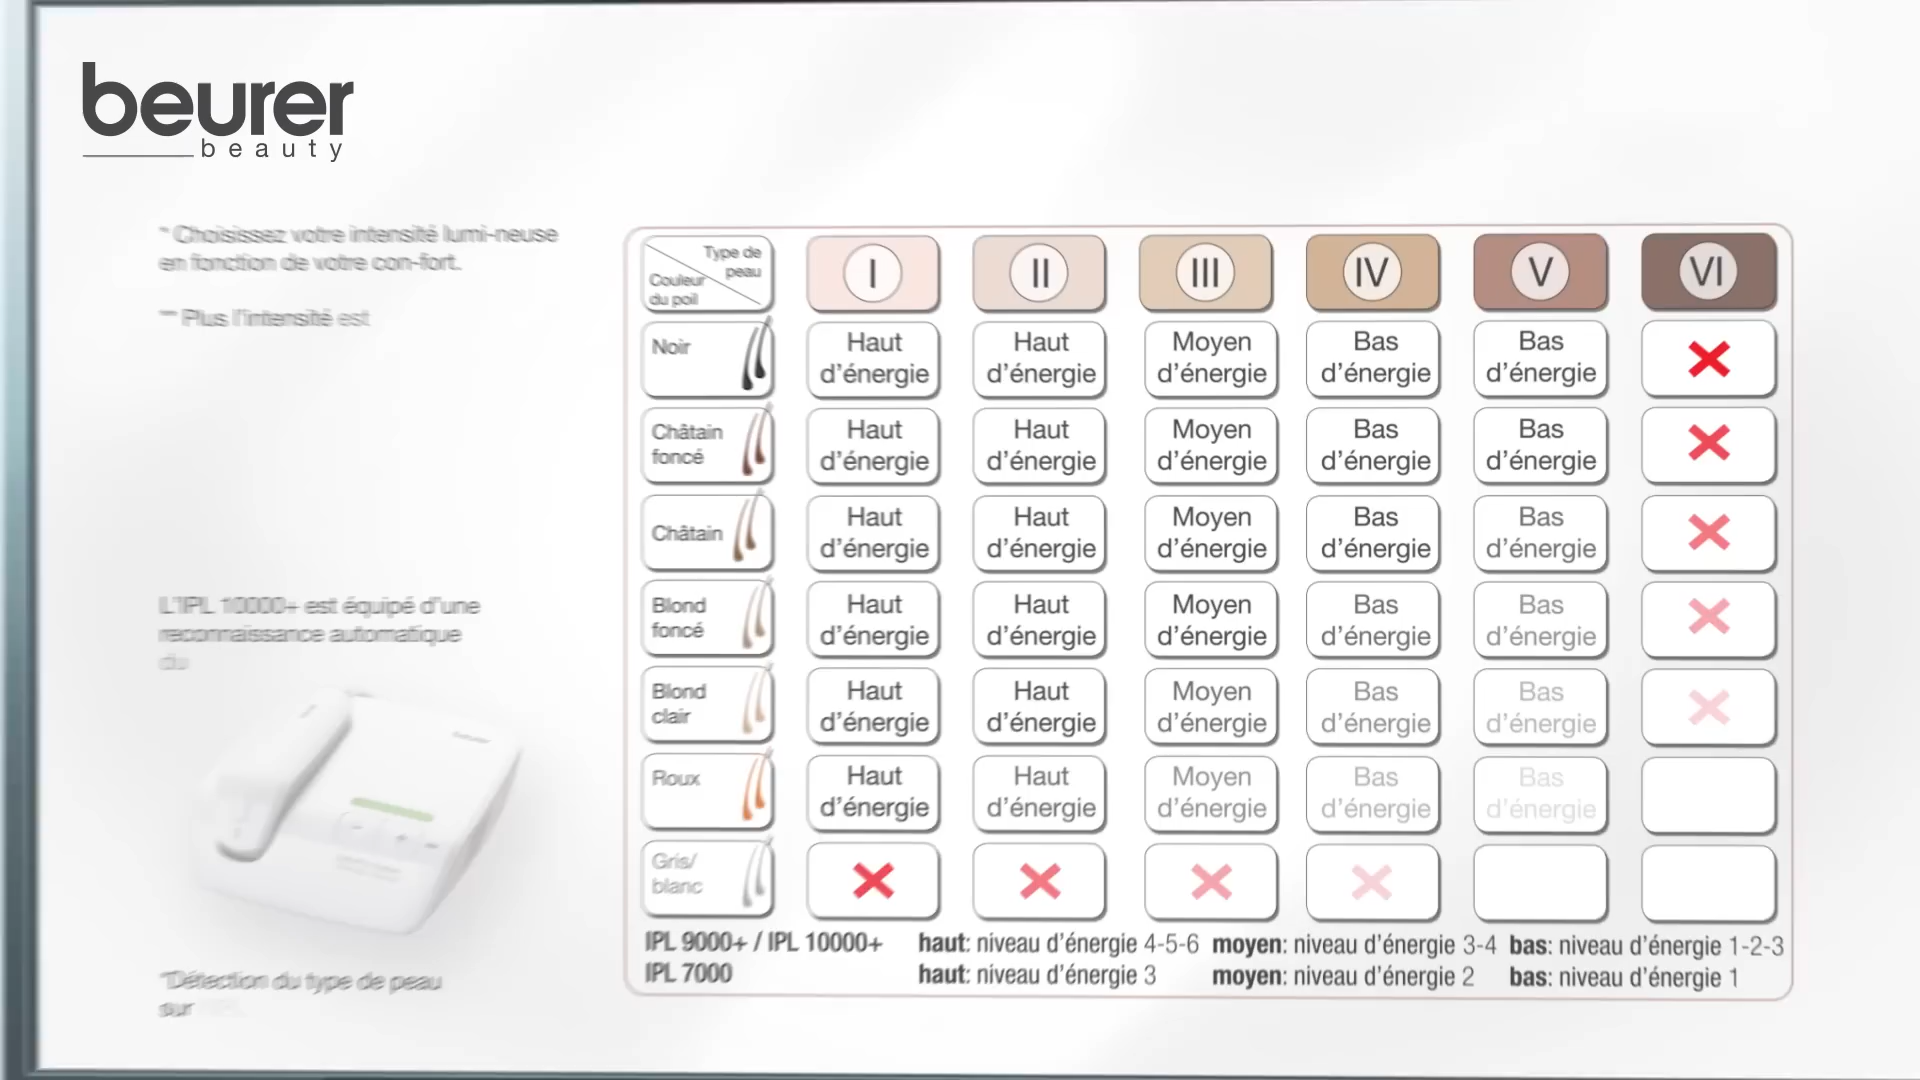 beurer
beauty
* Choisissez votre intensité lumi-neuse
en fonction de votre con-fort.
** Plus l'intensité est
L'IPL 10000+ est équipé d'une
reconnaissance automatique
du
beurer
*Détection du type de peau
sur
Type de
peau
Couleur
du poil
I
II
III
IV
V
VI
Noir
Haut
d'énergie
Haut
d'énergie
Moyen
d'énergie
Bas
d'énergie
Bas
d'énergie
Châtain
foncé
Haut
d'énergie
Haut
d'énergie
Moyen
d'énergie
Bas
d'énergie
Bas
d'énergie
Châtain
Haut
d'énergie
Haut
d'énergie
Moyen
d'énergie
Bas
d'énergie
Bas
d'énergie
Blond
foncé
Haut
d'énergie
Haut
d'énergie
Moyen
d'énergie
Bas
d'énergie
Bas
d'énergie
Blond
clair
Haut
d'énergie
Haut
d'énergie
Moyen
d'énergie
Bas
d'énergie
Bas
d'énergie
Roux
Haut
d'énergie
Haut
d'énergie
Moyen
d'énergie
Bas
d'énergie
Bas
d'énergie
Gris/
blanc
IPL 9000+ / IPL 10000+ haut: niveau d'énergie 4-5-6 moyen: niveau d'énergie 3-4 bas: niveau d'énergie 1-2-3
IPL 7000 haut: niveau d'énergie 3 moyen: niveau d'énergie 2 bas: niveau d'énergie 1